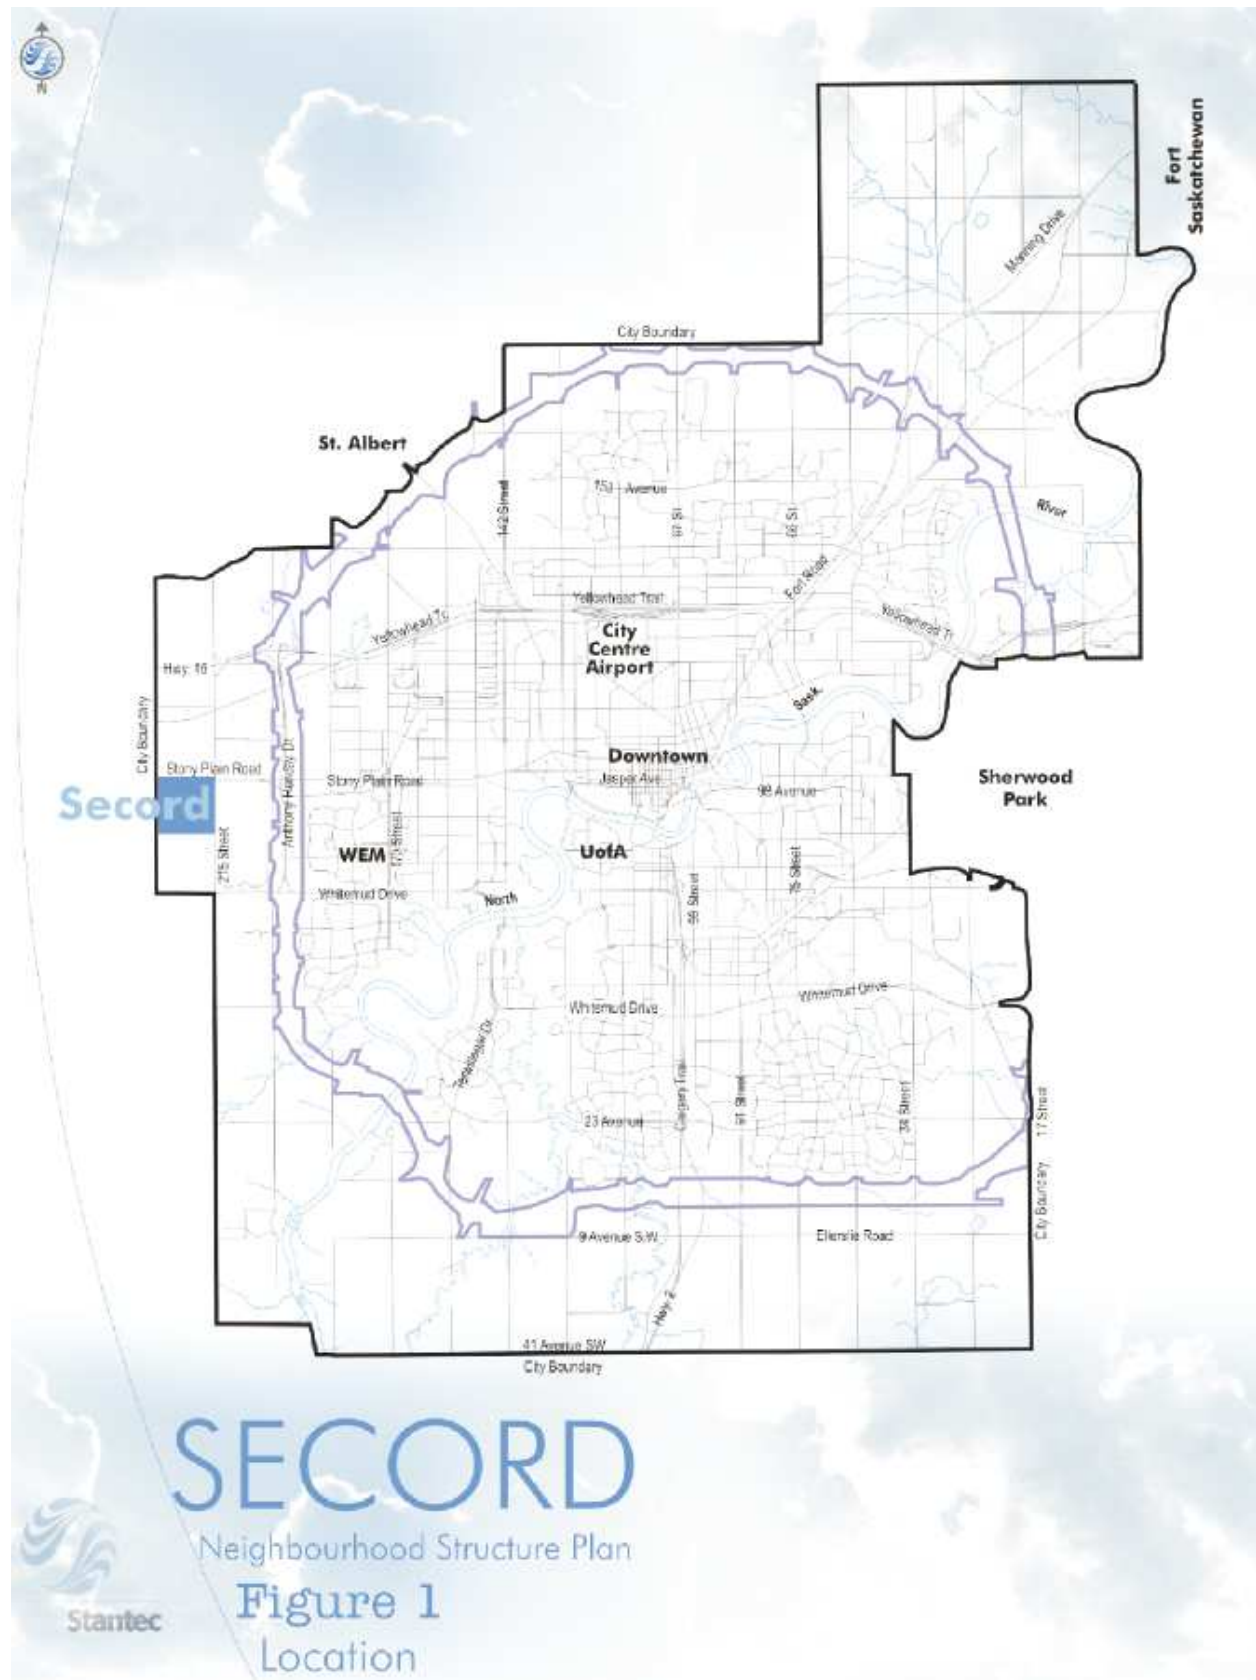 N
Fort
Saskatchewan
Manning Drive
City Boundary
St. Albert
142 Street
Avenue
97 St
66 St
River
Fort Road
Yellowhead Trail
Yellowhead Tr
Yellowhead Tr
City
Centre
Airport
Hwy. 16
Sask.
City Boundary
Downtown
Stony Plain Road
Stony Plain Road
Jasper Ave
98 Avenue
Sherwood
Park
Anthony Henday Dr
Secord
215 Street
WEM
170 Street
UofA
75 Street
99 Street
Whitemud Drive
North
Whitemud Drive
Whitemud Drive
Terwillegar Dr.
Calgary Trail
91 Street
34 Street
17 Street
23 Avenue
City Boundary
9 Avenue S.W.
Ellerslie Road
Hwy. 2
41 Avenue SW
City Boundary
SECORD
Neighbourhood Structure Plan
Figure 1
Location
Stantec